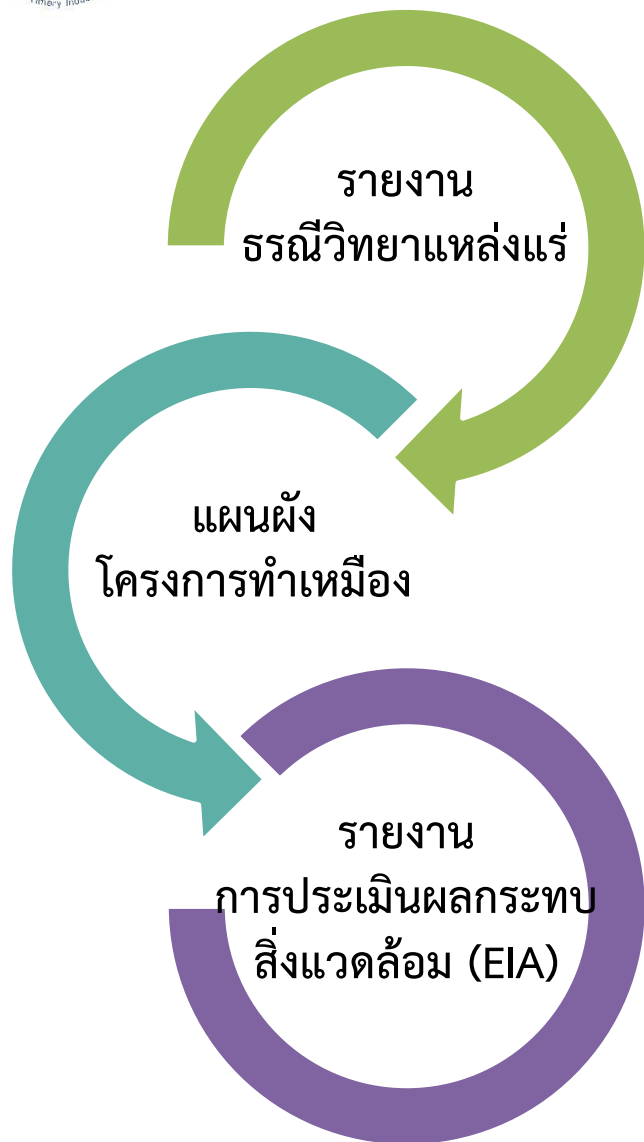 รายงาน
ธรณีวิทยาแหล่งแร่
แผนผัง
โครงการทำเหมือง
รายงาน
การประเมินผลกระทบ
สิ่งแวดล้อม (EIA)